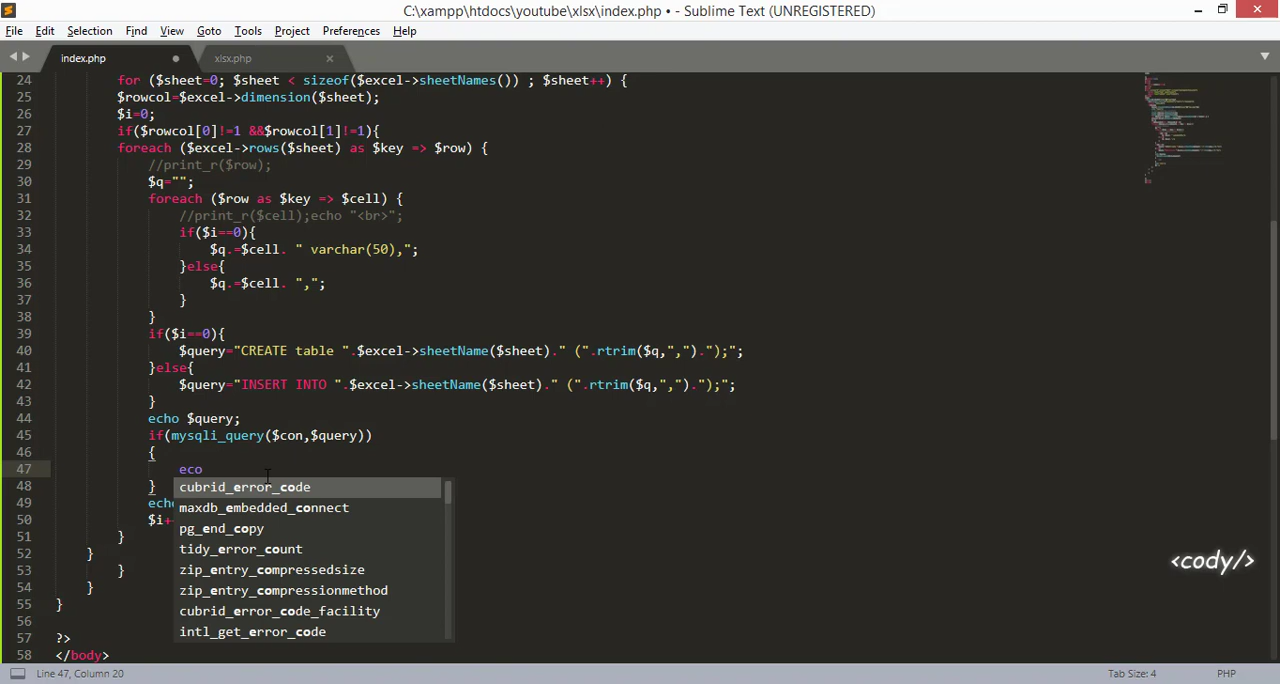 C:\xampp\htdocs\youtube\xlsx\index.php • - Sublime Text (UNREGISTERED)
File Edit Selection Find View Goto Tools Project Preferences Help
index.php xlsx.php
24 for ($sheet=0; $sheet < sizeof($excel->sheetNames()) ; $sheet++) {
25 $rowcol=$excel->dimension($sheet);
26 $i=0;
27 if($rowcol[0]!=1 &&$rowcol[1]!=1){
28 foreach ($excel->rows($sheet) as $key => $row) {
29 //print_r($row);
30 $q="";
31 foreach ($row as $key => $cell) {
32 //print_r($cell);echo "<br>";
33 if($i==0){
34 $q.=$cell. " varchar(50),";
35 }else{
36 $q.=$cell. ",";
37 }
38 }
39 if($i==0){
40 $query="CREATE table ".$excel->sheetName($sheet)." (".rtrim($q,",").");";
41 }else{
42 $query="INSERT INTO ".$excel->sheetName($sheet)." (".rtrim($q,",").");";
43 }
44 echo $query;
45 if(mysqli_query($con,$query))
46 {
47 eco
48 } cubrid_error_code
49 ech
maxdb_embedded_connect
50 $i+
pg_end_copy
51 }
tidy_error_count
52 }
53 } zip_entry_compressedsize
54 } zip_entry_compressionmethod
55 } cubrid_error_code_facility
56 intl_get_error_code
57 ?>
58 </body>
<cody/>
Line 47, Column 20 Tab Size: 4 PHP